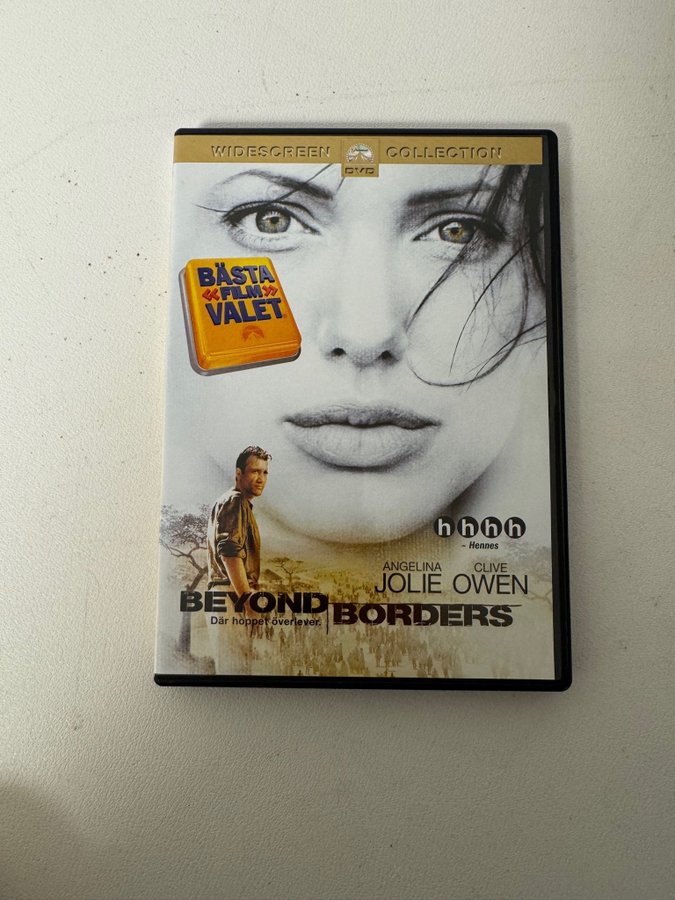 WIDESCREEN COLLECTION
DVD
BÄSTA
«FILM»
VALET
hhhh
- Hennes
ANGELINA CLIVE
JOLIE OWEN
BEYOND BORDERS
Där hoppet överlever.